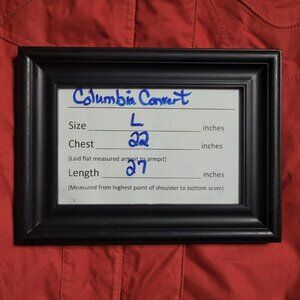 Columbia Convert
Size L inches
Chest 22 inches
(Laid flat measured armpit to armpit)
Length 27 inches
(Measured from highest point of shoulder to bottom seam)